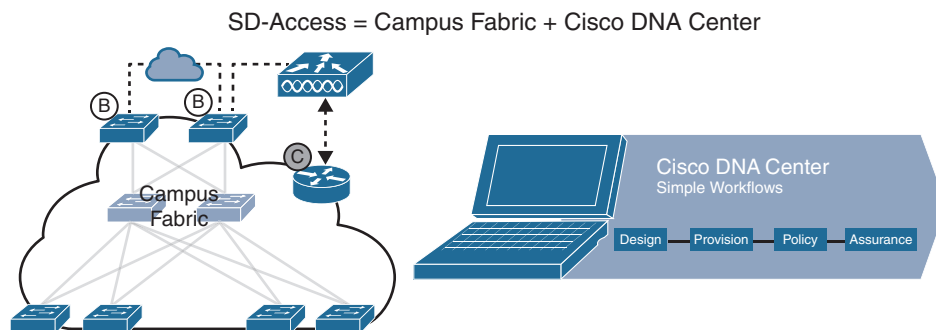 SD-Access = Campus Fabric + Cisco DNA Center
B
B
C
Campus
Fabric
Cisco DNA Center
Simple Workflows
Design
Provision
Policy
Assurance